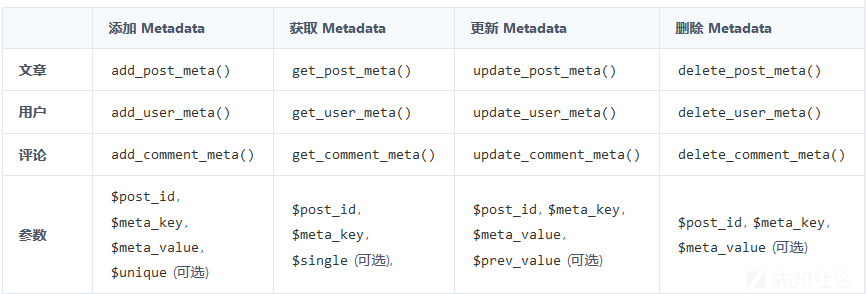 添加 Metadata 获取 Metadata 更新 Metadata 删除 Metadata
文章 add_post_meta() get_post_meta() update_post_meta() delete_post_meta()
用户 add_user_meta() get_user_meta() update_user_meta() delete_user_meta()
评论 add_comment_meta() get_comment_meta() update_comment_meta() delete_comment_meta()
参数
$post_id,
$meta_key,
$meta_value,
$unique (可选)
$post_id,
$meta_key,
$single (可选),
$post_id, $meta_key,
$meta_value,
$prev_value (可选)
$post_id, $meta_key,
$meta_value (可选)
先知社区